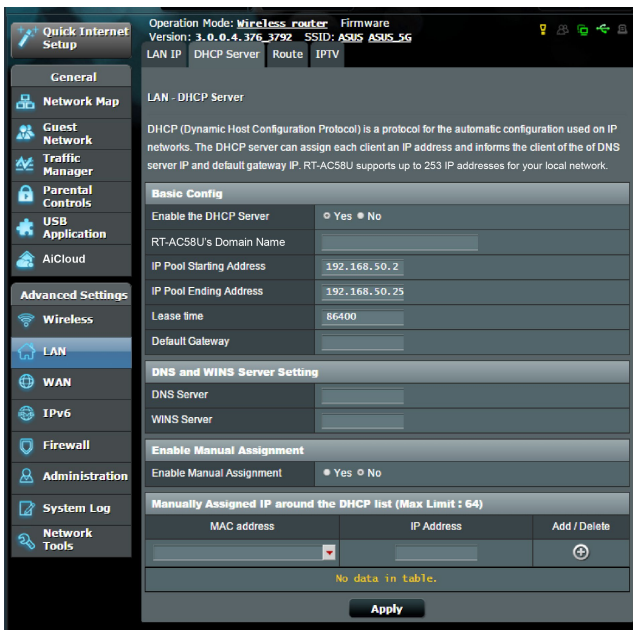 Quick Internet
Setup
Operation Mode: Wireless router Firmware
Version: 3.0.0.4.376_3792 SSID: ASUS ASUS_5G
LAN IP DHCP Server Route IPTV
General
Network Map
Guest
Network
Traffic
Manager
Parental
Controls
USB
Application
AiCloud
Advanced Settings
Wireless
LAN
WAN
IPv6
Firewall
Administration
System Log
Network
Tools
LAN - DHCP Server
DHCP (Dynamic Host Configuration Protocol) is a protocol for the automatic configuration used on IP
networks. The DHCP server can assign each client an IP address and informs the client of the of DNS
server IP and default gateway IP. RT-AC58U supports up to 253 IP addresses for your local network.
Basic Config
Enable the DHCP Server Yes No
RT-AC58U's Domain Name
IP Pool Starting Address 192.168.50.2
IP Pool Ending Address 192.168.50.25
Lease time 86400
Default Gateway
DNS and WINS Server Setting
DNS Server
WINS Server
Enable Manual Assignment
Enable Manual Assignment Yes No
Manually Assigned IP around the DHCP list (Max Limit : 64)
MAC address IP Address Add / Delete
No data in table.
Apply